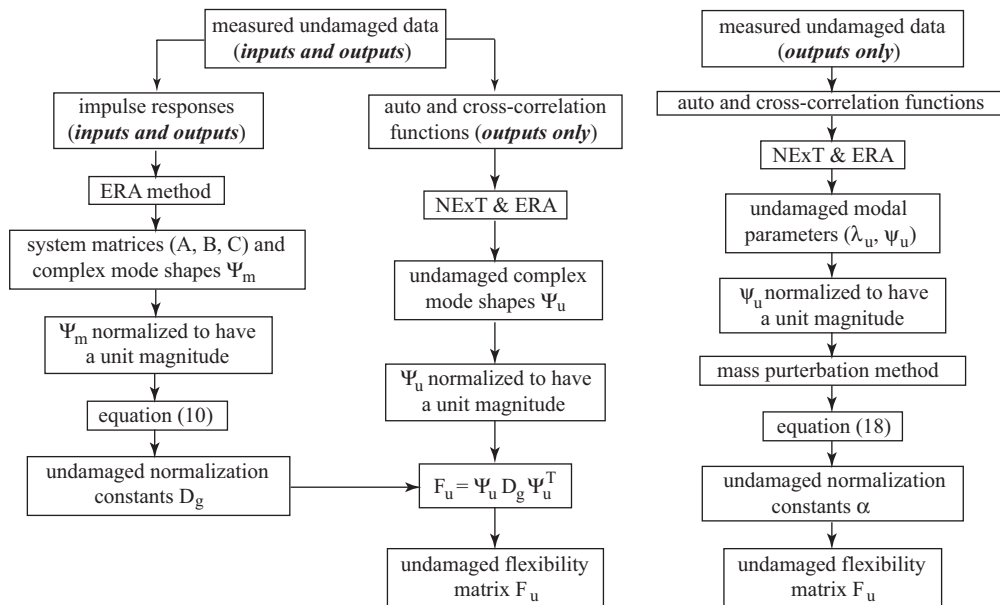 measured undamaged data
(inputs and outputs)
impulse responses
(inputs and outputs)
ERA method
system matrices (A, B, C) and
complex mode shapes Ψm
Ψm normalized to have
a unit magnitude
equation (10)
undamaged normalization
constants Dg
auto and cross-correlation
functions (outputs only)
NExT & ERA
undamaged complex
mode shapes Ψu
Ψu normalized to have
a unit magnitude
Fu = Ψu Dg Ψu^T
undamaged flexibility
matrix Fu
measured undamaged data
(outputs only)
auto and cross-correlation functions
NExT & ERA
undamaged modal
parameters (λu, ψu)
ψu normalized to have
a unit magnitude
mass purterbation method
equation (18)
undamaged normalization
constants α
undamaged flexibility
matrix Fu